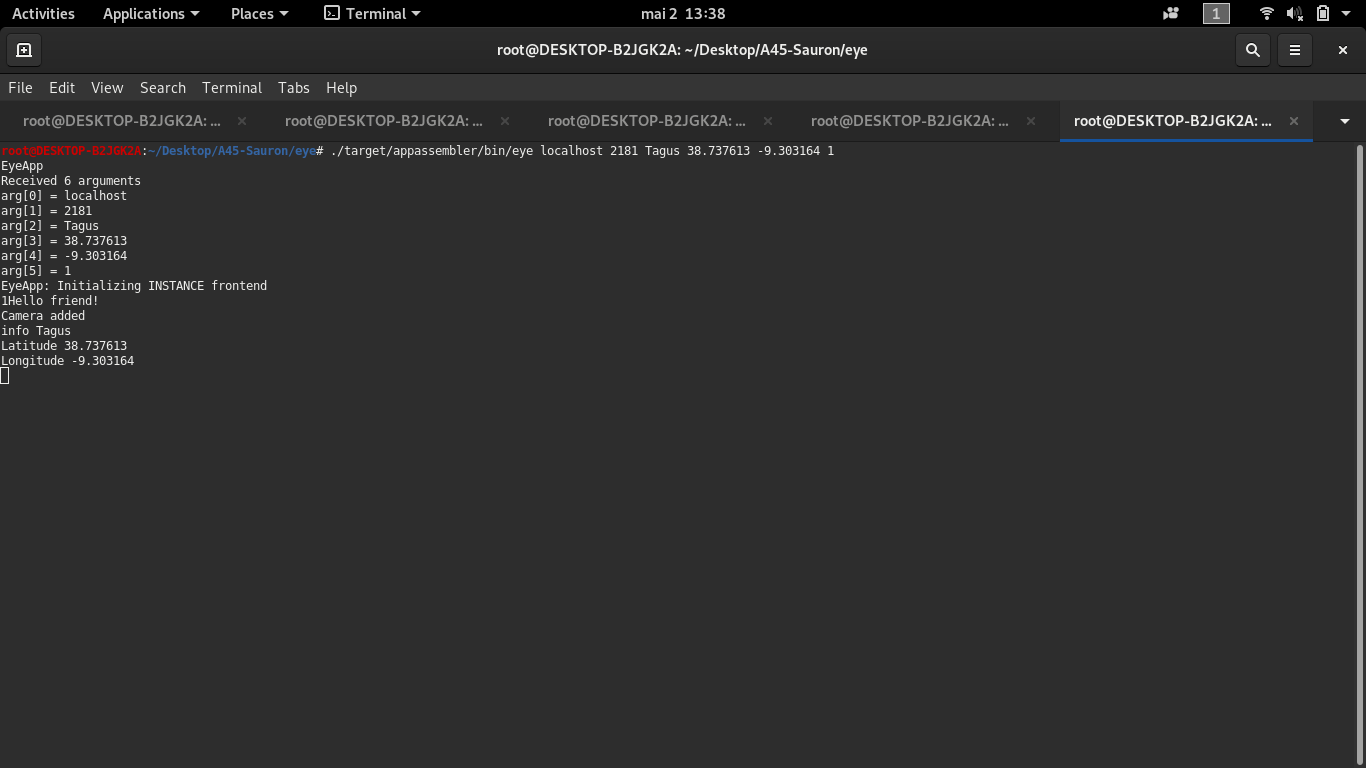 Activities Applications Places Terminal mai 2 13:38 1
root@DESKTOP-B2JGK2A: ~/Desktop/A45-Sauron/eye
File Edit View Search Terminal Tabs Help
root@DESKTOP-B2JGK2A: ... root@DESKTOP-B2JGK2A: ... root@DESKTOP-B2JGK2A: ... root@DESKTOP-B2JGK2A: ... root@DESKTOP-B2JGK2A: ...
root@DESKTOP-B2JGK2A:~/Desktop/A45-Sauron/eye# ./target/appassembler/bin/eye localhost 2181 Tagus 38.737613 -9.303164 1
EyeApp
Received 6 arguments
arg[0] = localhost
arg[1] = 2181
arg[2] = Tagus
arg[3] = 38.737613
arg[4] = -9.303164
arg[5] = 1
EyeApp: Initializing INSTANCE frontend
1Hello friend!
Camera added
info Tagus
Latitude 38.737613
Longitude -9.303164